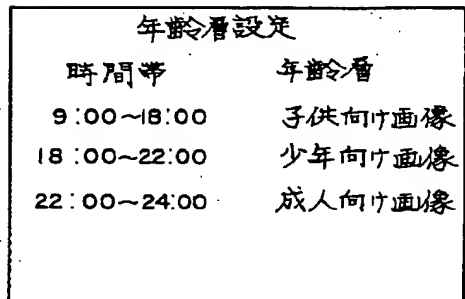 年齢層設定
時間帯 年齢層
9:00~18:00 子供向け画像
18:00~22:00 少年向け画像
22:00~24:00 成人向け画像